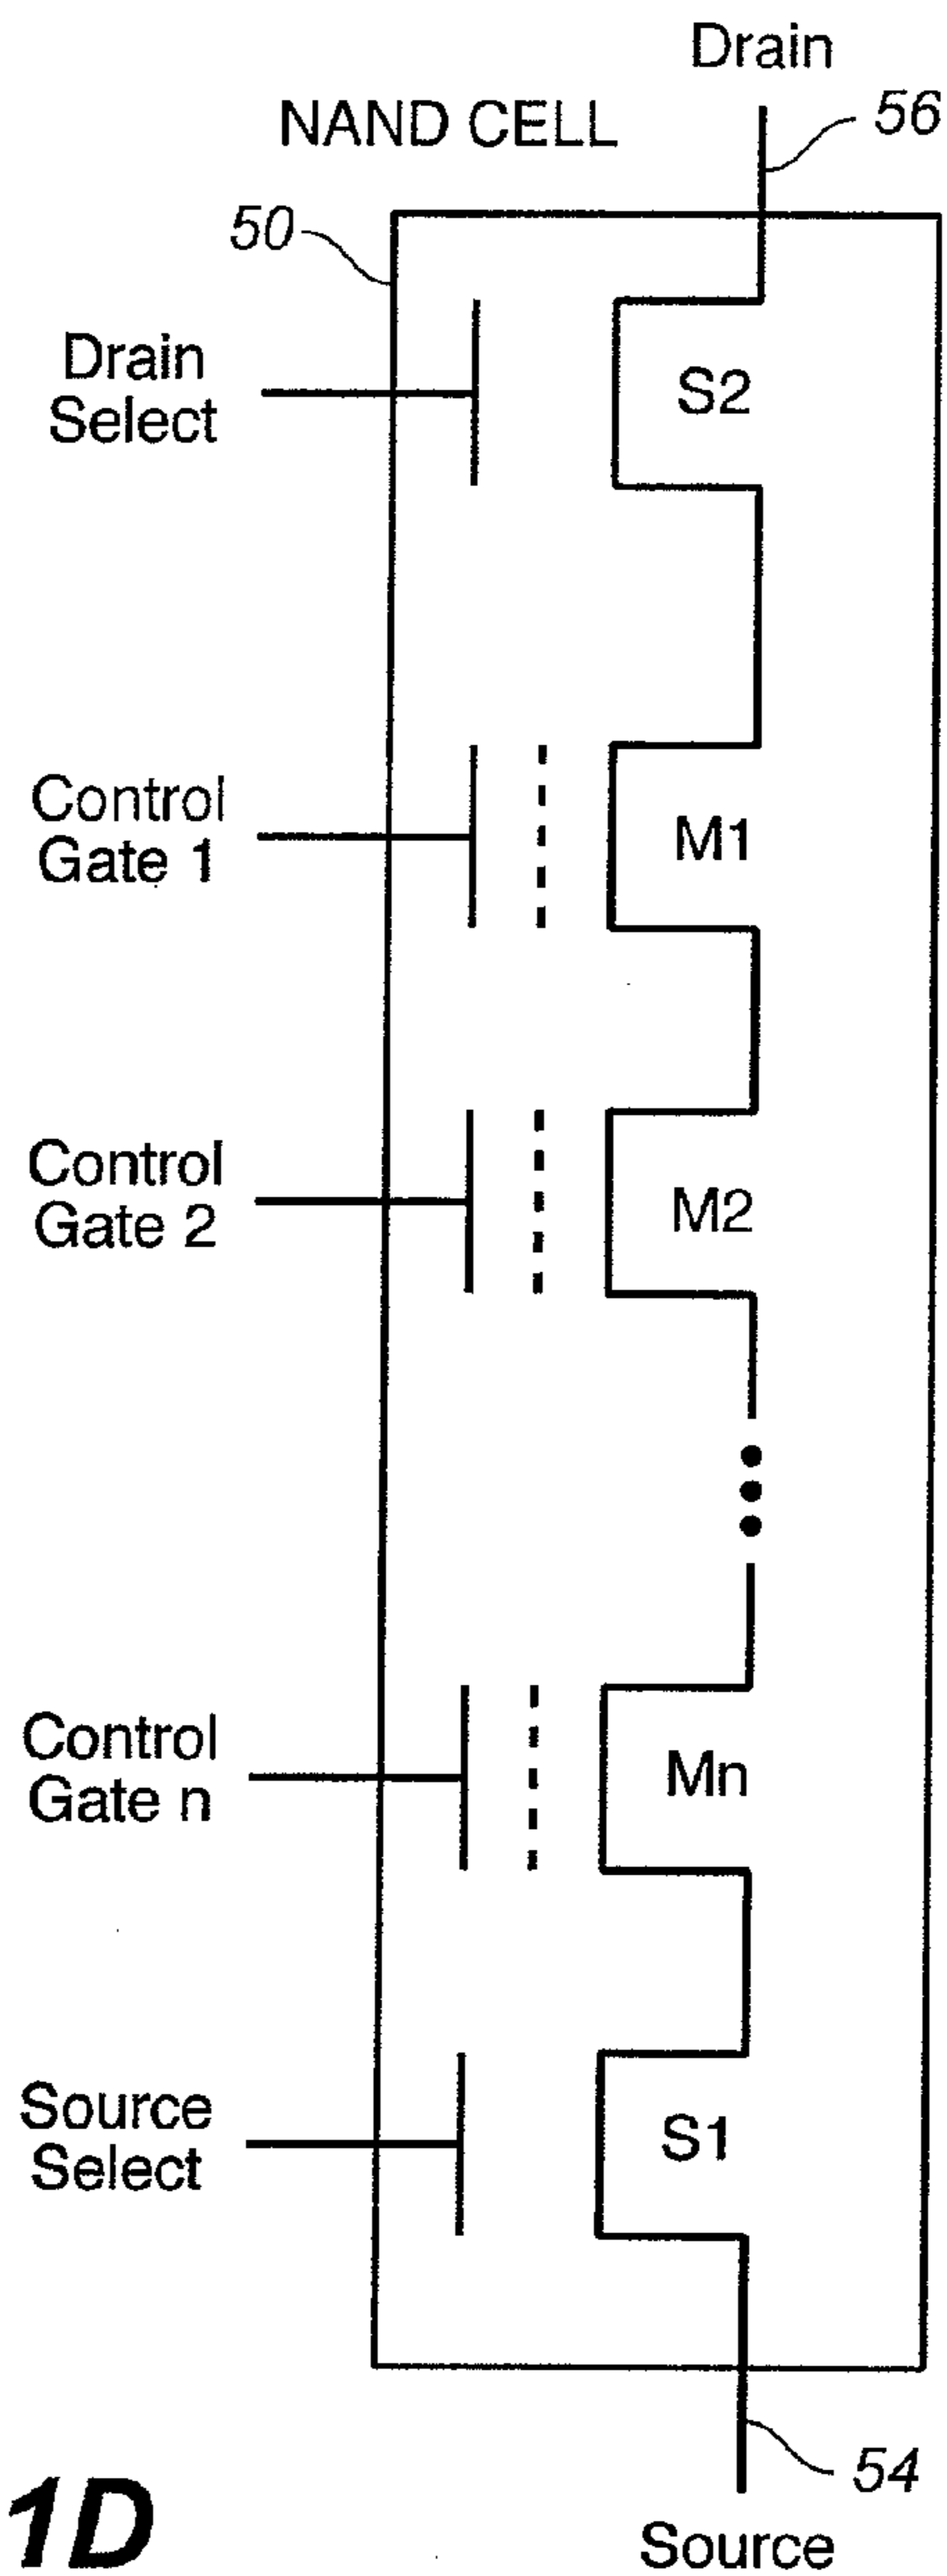 Drain
56
NAND CELL
50
Drain
Select
S2
Control
Gate 1
M1
Control
Gate 2
M2
Control
Gate n
Mn
Source
Select
S1
54
1D
Source